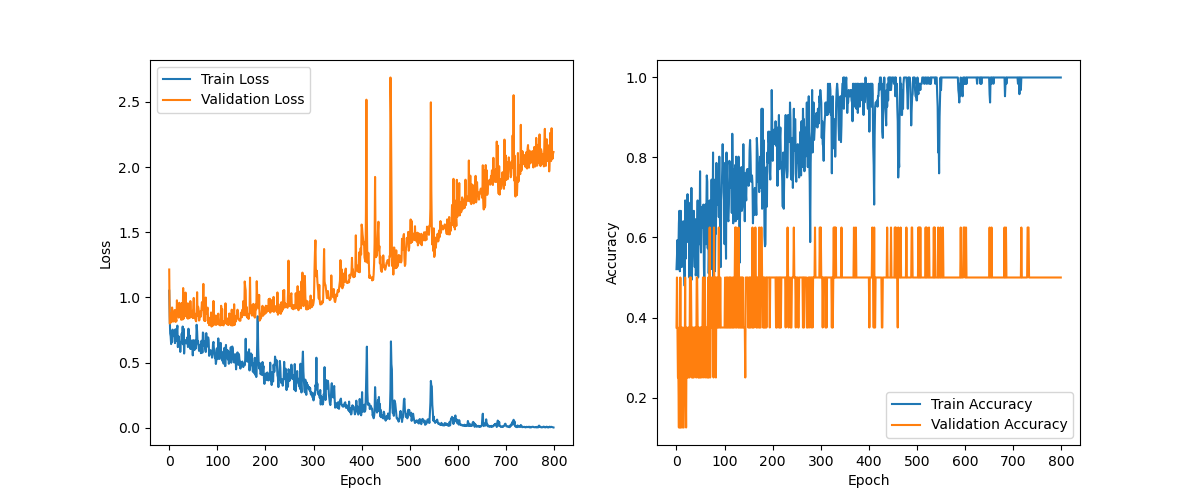 Train Loss
Validation Loss
2.5
2.0
1.5
1.0
0.5
0.0
Loss
0 100 200 300 400 500 600 700 800
Epoch
1.0
0.8
0.6
0.4
0.2
Accuracy
Train Accuracy
Validation Accuracy
0 100 200 300 400 500 600 700 800
Epoch